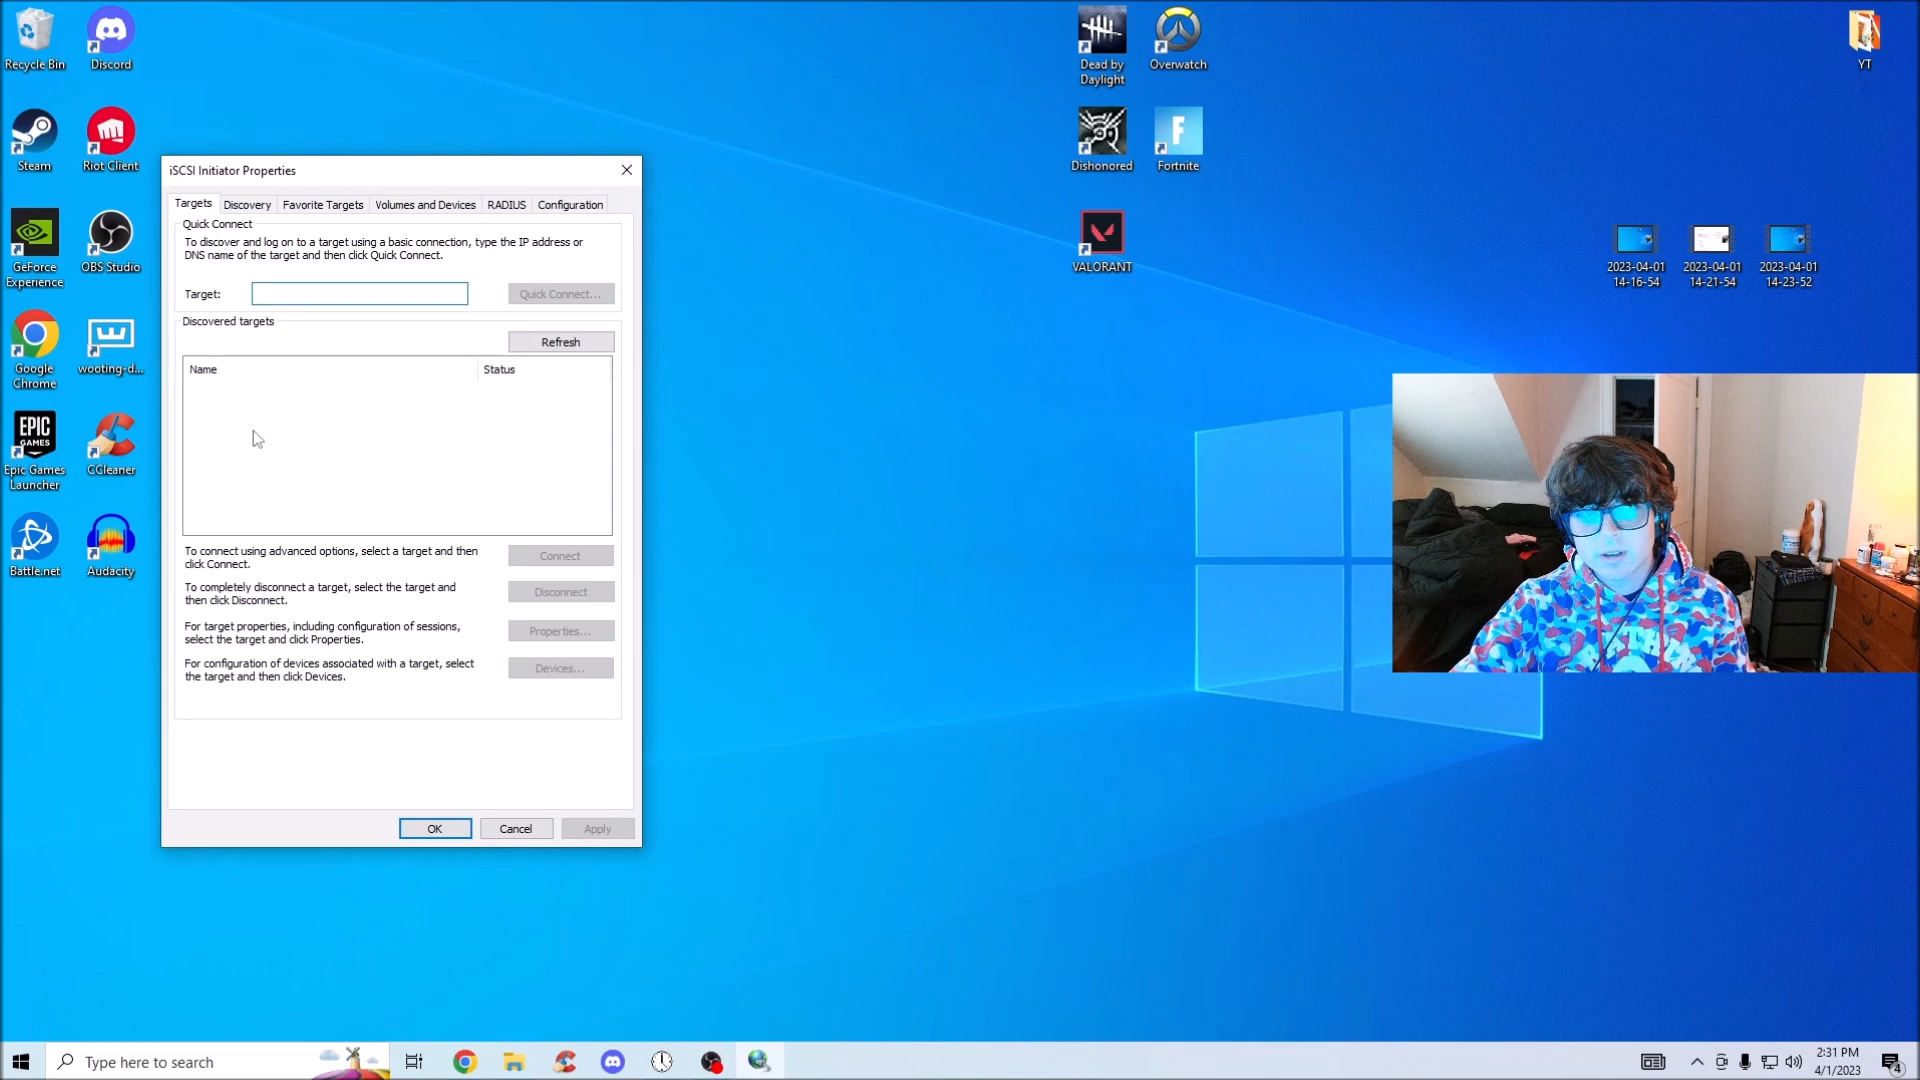 Recycle Bin
Discord
Dead by Daylight
Overwatch
YT
Steam
Riot Client
Dishonored
Fortnite
GeForce Experience
OBS Studio
VALORANT
2023-04-01 14-16-54
2023-04-01 14-21-54
2023-04-01 14-23-52
Google Chrome
wooting-d...
EPIC GAMES
Epic Games Launcher
CCleaner
Battle.net
Audacity
iSCSI Initiator Properties
Targets
Discovery
Favorite Targets
Volumes and Devices
RADIUS
Configuration
Quick Connect
To discover and log on to a target using a basic connection, type the IP address or
DNS name of the target and then click Quick Connect.
Target:
Quick Connect...
Discovered targets
Refresh
Name
Status
To connect using advanced options, select a target and then
click Connect.
Connect
To completely disconnect a target, select the target and
then click Disconnect.
Disconnect
For target properties, including configuration of sessions,
select the target and click Properties.
Properties...
For configuration of devices associated with a target, select
the target and then click Devices.
Devices...
OK
Cancel
Apply
Type here to search
2:31 PM
4/1/2023
4